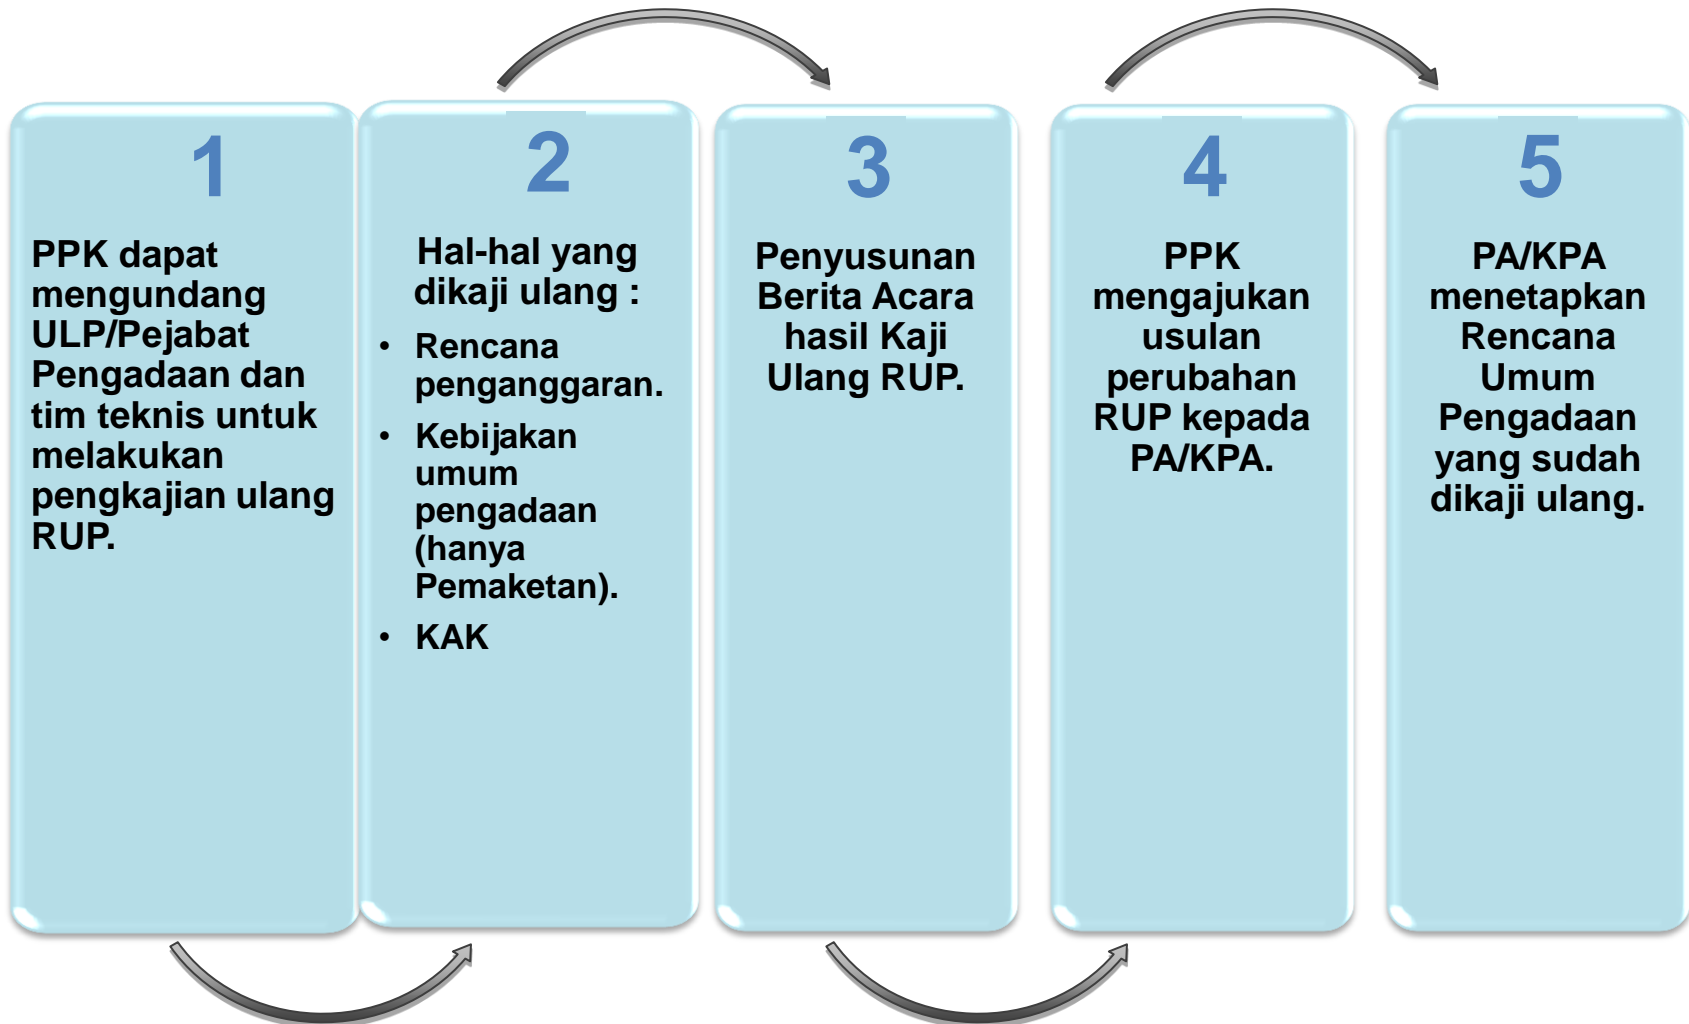 1
PPK dapat
mengundang
ULP/Pejabat
Pengadaan dan
tim teknis untuk
melakukan
pengkajian ulang
RUP.
2
Hal-hal yang
dikaji ulang :
• Rencana
penganggaran.
• Kebijakan
umum
pengadaan
(hanya
Pemaketan).
• KAK
3
Penyusunan
Berita Acara
hasil Kaji
Ulang RUP.
4
PPK
mengajukan
usulan
perubahan
RUP kepada
PA/KPA.
5
PA/KPA
menetapkan
Rencana
Umum
Pengadaan
yang sudah
dikaji ulang.